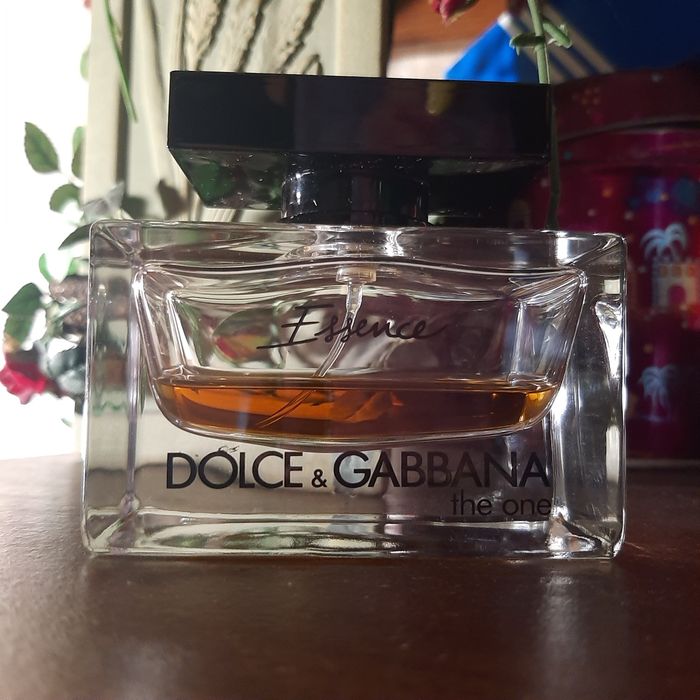 Essence
DOLCE & GABBANA
the one